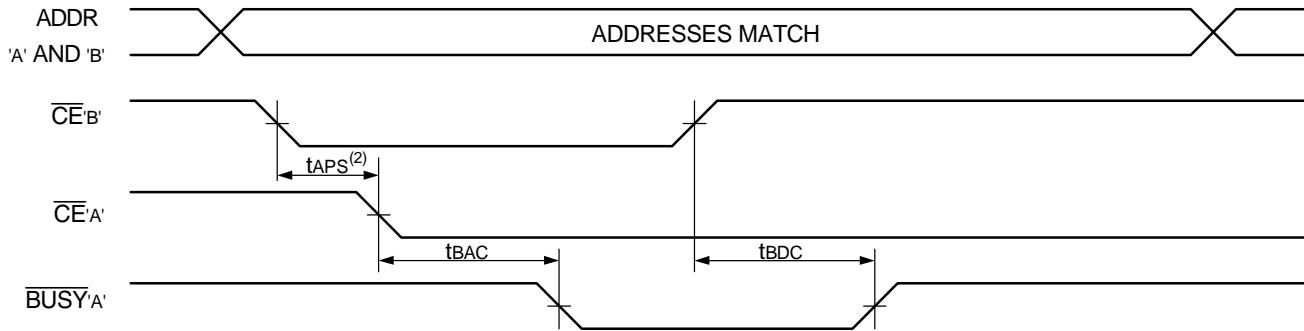 ADDR
'A' AND 'B'
ADDRESSES MATCH
CE'B'
tAPS(2)
CE'A'
tBAC
tBDC
BUSY'A'